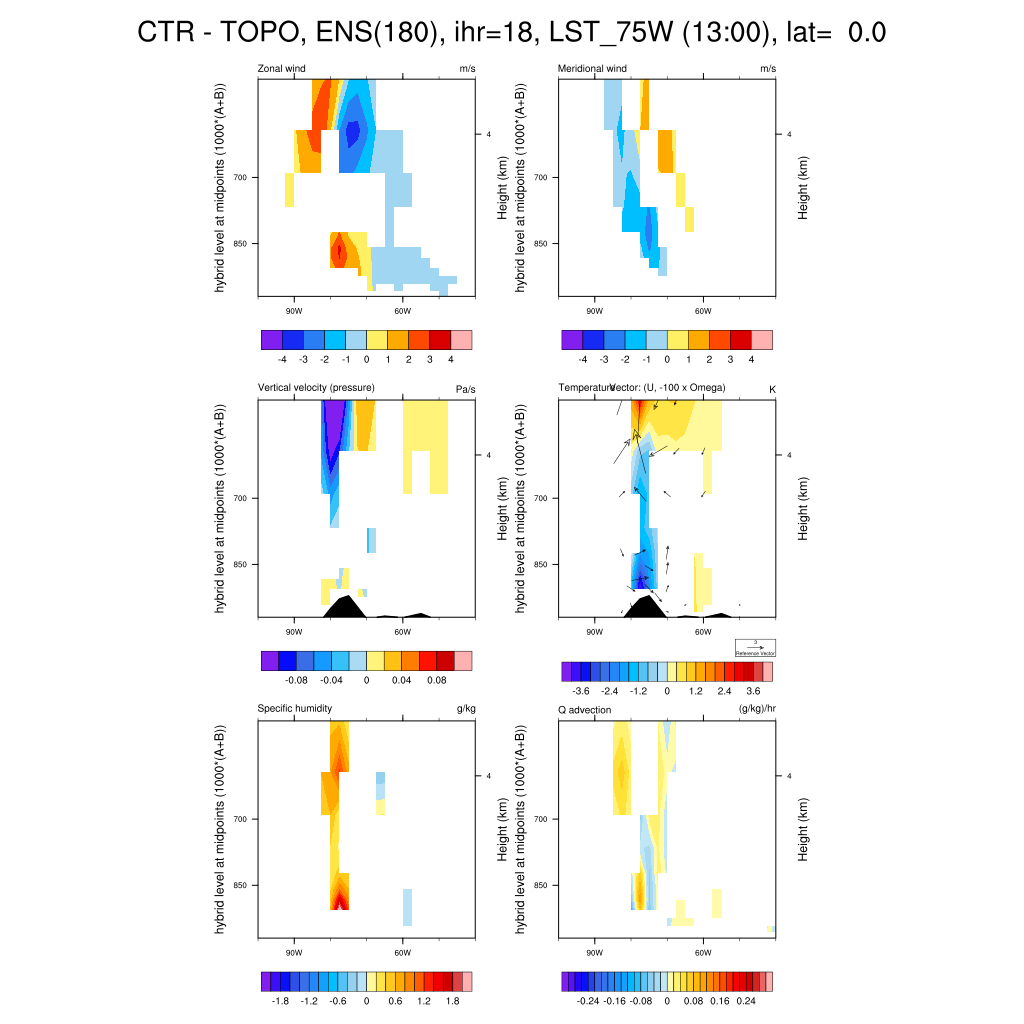 CTR - TOPO, ENS(180), ihr=18, LST_75W (13:00), lat=  0.0
Zonal wind m/s
hybrid level at midpoints (1000*(A+B))
700
850
90W 60W
4
Height (km)
-4 -3 -2 -1 0 1 2 3 4
Meridional wind m/s
hybrid level at midpoints (1000*(A+B))
700
850
90W 60W
4
Height (km)
-4 -3 -2 -1 0 1 2 3 4
Vertical velocity (pressure) Pa/s
hybrid level at midpoints (1000*(A+B))
700
850
90W 60W
4
Height (km)
-0.08 -0.04 0 0.04 0.08
Temperature Vector: (U, -100 x Omega) K
hybrid level at midpoints (1000*(A+B))
700
850
90W 60W
4
Height (km)
3
Reference Vector
-3.6 -2.4 -1.2 0 1.2 2.4 3.6
Specific humidity g/kg
hybrid level at midpoints (1000*(A+B))
700
850
90W 60W
4
Height (km)
-1.8 -1.2 -0.6 0 0.6 1.2 1.8
Q advection (g/kg)/hr
hybrid level at midpoints (1000*(A+B))
700
850
90W 60W
4
Height (km)
-0.24 -0.16 -0.08 0 0.08 0.16 0.24